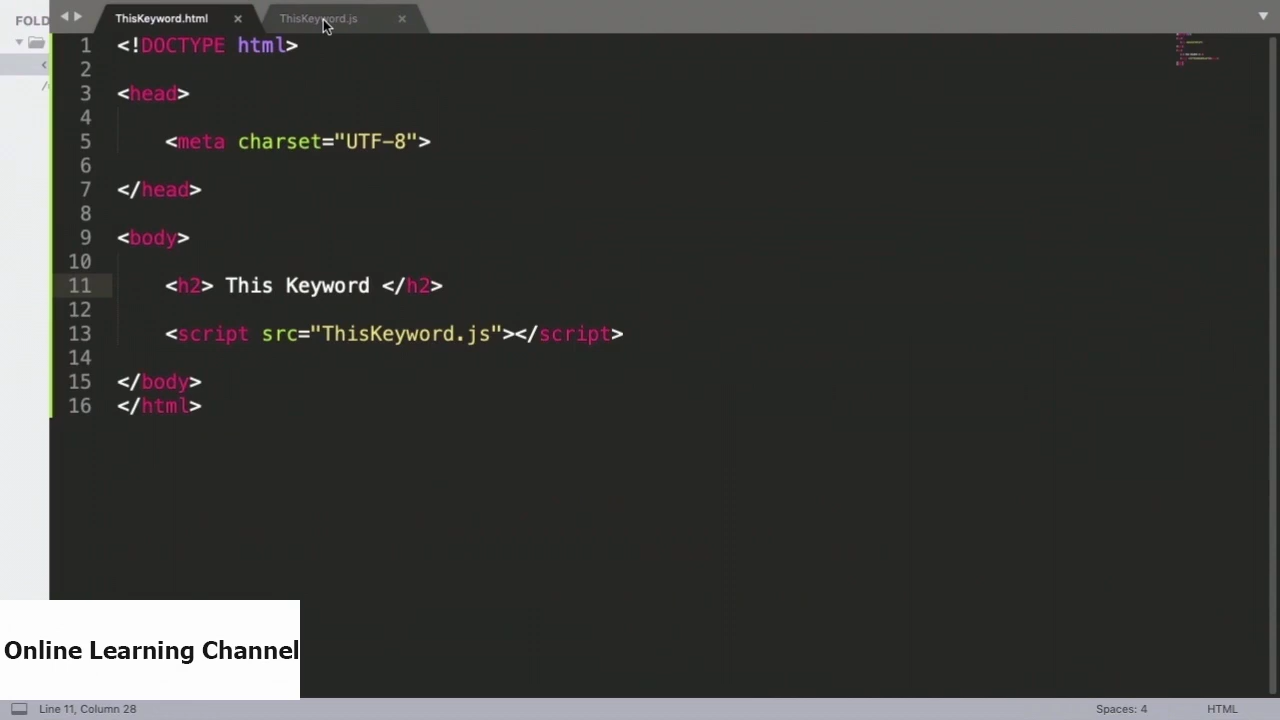 FOLD
ThisKeyword.html
ThisKeyword.js
1 <!DOCTYPE html>
2
3 <head>
4
5 <meta charset="UTF-8">
6
7 </head>
8
9 <body>
10
11 <h2> This Keyword </h2>
12
13 <script src="ThisKeyword.js"></script>
14
15 </body>
16 </html>
Online Learning Channel
Line 11, Column 28
Spaces: 4
HTML